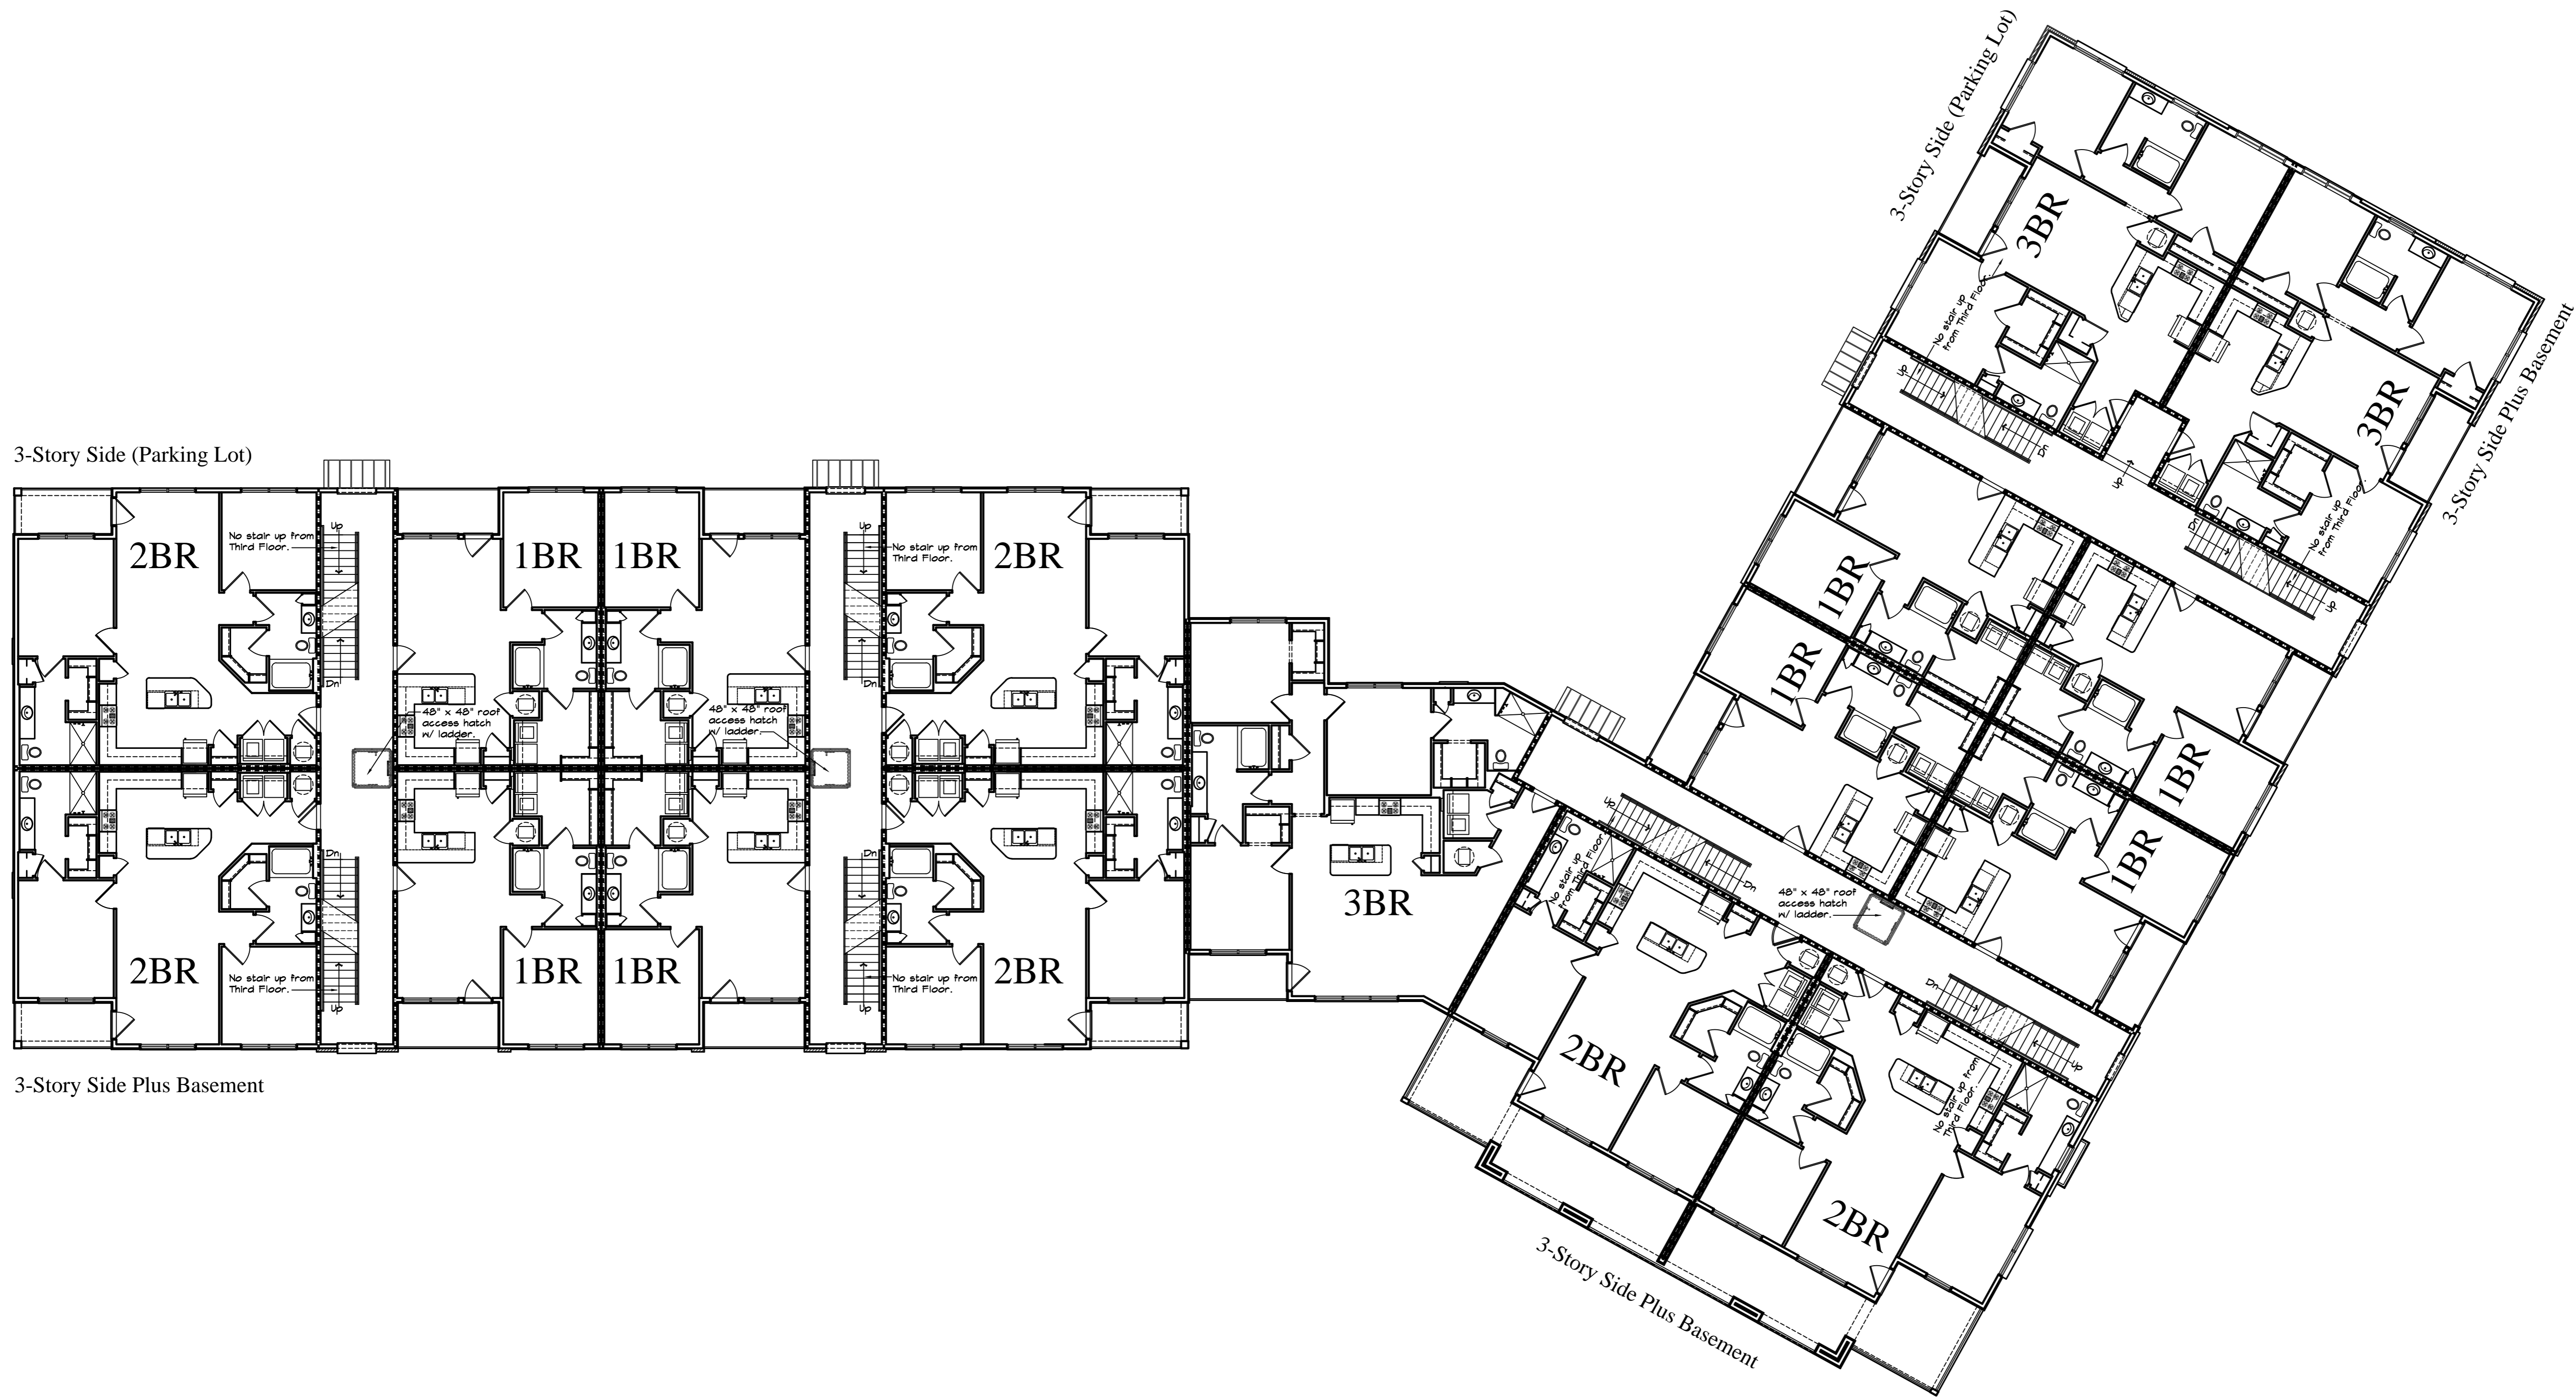 3-Story Side (Parking Lot)
Up
No stair up from
Third Floor.
2BR
Dn
1BR
1BR
Up
No stair up from
Third Floor.
2BR
Dn
48" x 48" roof
access hatch
w/ ladder.
48" x 48" roof
access hatch
w/ ladder.
Dn
2BR
No stair up from
Third Floor.
Up
1BR
1BR
Dn
No stair up from
Third Floor.
Up
2BR
3-Story Side Plus Basement
3BR
3-Story Side (Parking Lot)
3BR
No stair up
from Third Floor.
Up
Dn
Up
3BR
3-Story Side Plus Basement
No stair up
from Third Floor.
Dn
Up
1BR
1BR
1BR
1BR
Up
No stair up
from Third Floor.
Dn
48" x 48" roof
access hatch
w/ ladder.
Dn
Up
No stair up from
Third Floor.
2BR
2BR
3-Story Side Plus Basement